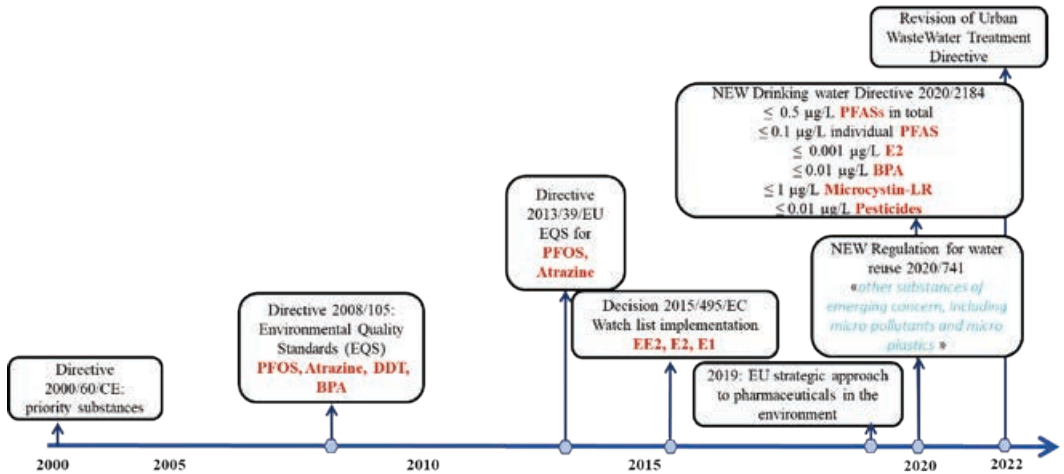 Revision of Urban
WasteWater Treatment
Directive
NEW Drinking water Directive 2020/2184
≤ 0.5 µg/L PFASs in total
≤0.1 µg/L individual PFAS
≤ 0.001 µg/L E2
≤0.01 µg/L BPA
≤1 µg/L Microcystin-LR
≤0.01 µg/L Pesticides
Directive
2013/39/EU
EQS for
PFOS,
Atrazine
NEW Regulation for water
reuse 2020/741
«other substances of
emerging concern, including
micro pollutants and micro
plastics »
Directive 2008/105:
Environmental Quality
Standards (EQS)
PFOS, Atrazine, DDT,
BPA
Decision 2015/495/EC
Watch list implementation
EE2, E2, E1
Directive
2000/60/CE:
priority substances
2019: EU strategic approach
to pharmaceuticals in the
environment
2000 2005 2010 2015 2020 2022